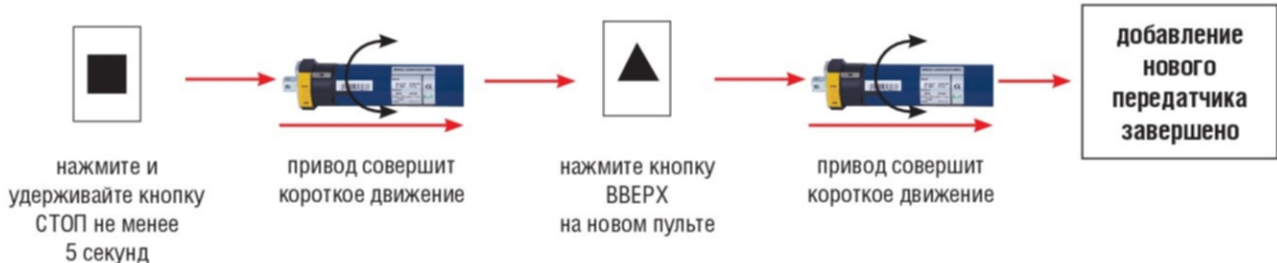 нажмите и
удерживайте кнопку
СТОП не менее
5 секунд
привод совершит
короткое движение
нажмите кнопку
ВВЕРХ
на новом пульте
привод совершит
короткое движение
добавление
нового
передатчика
завершено